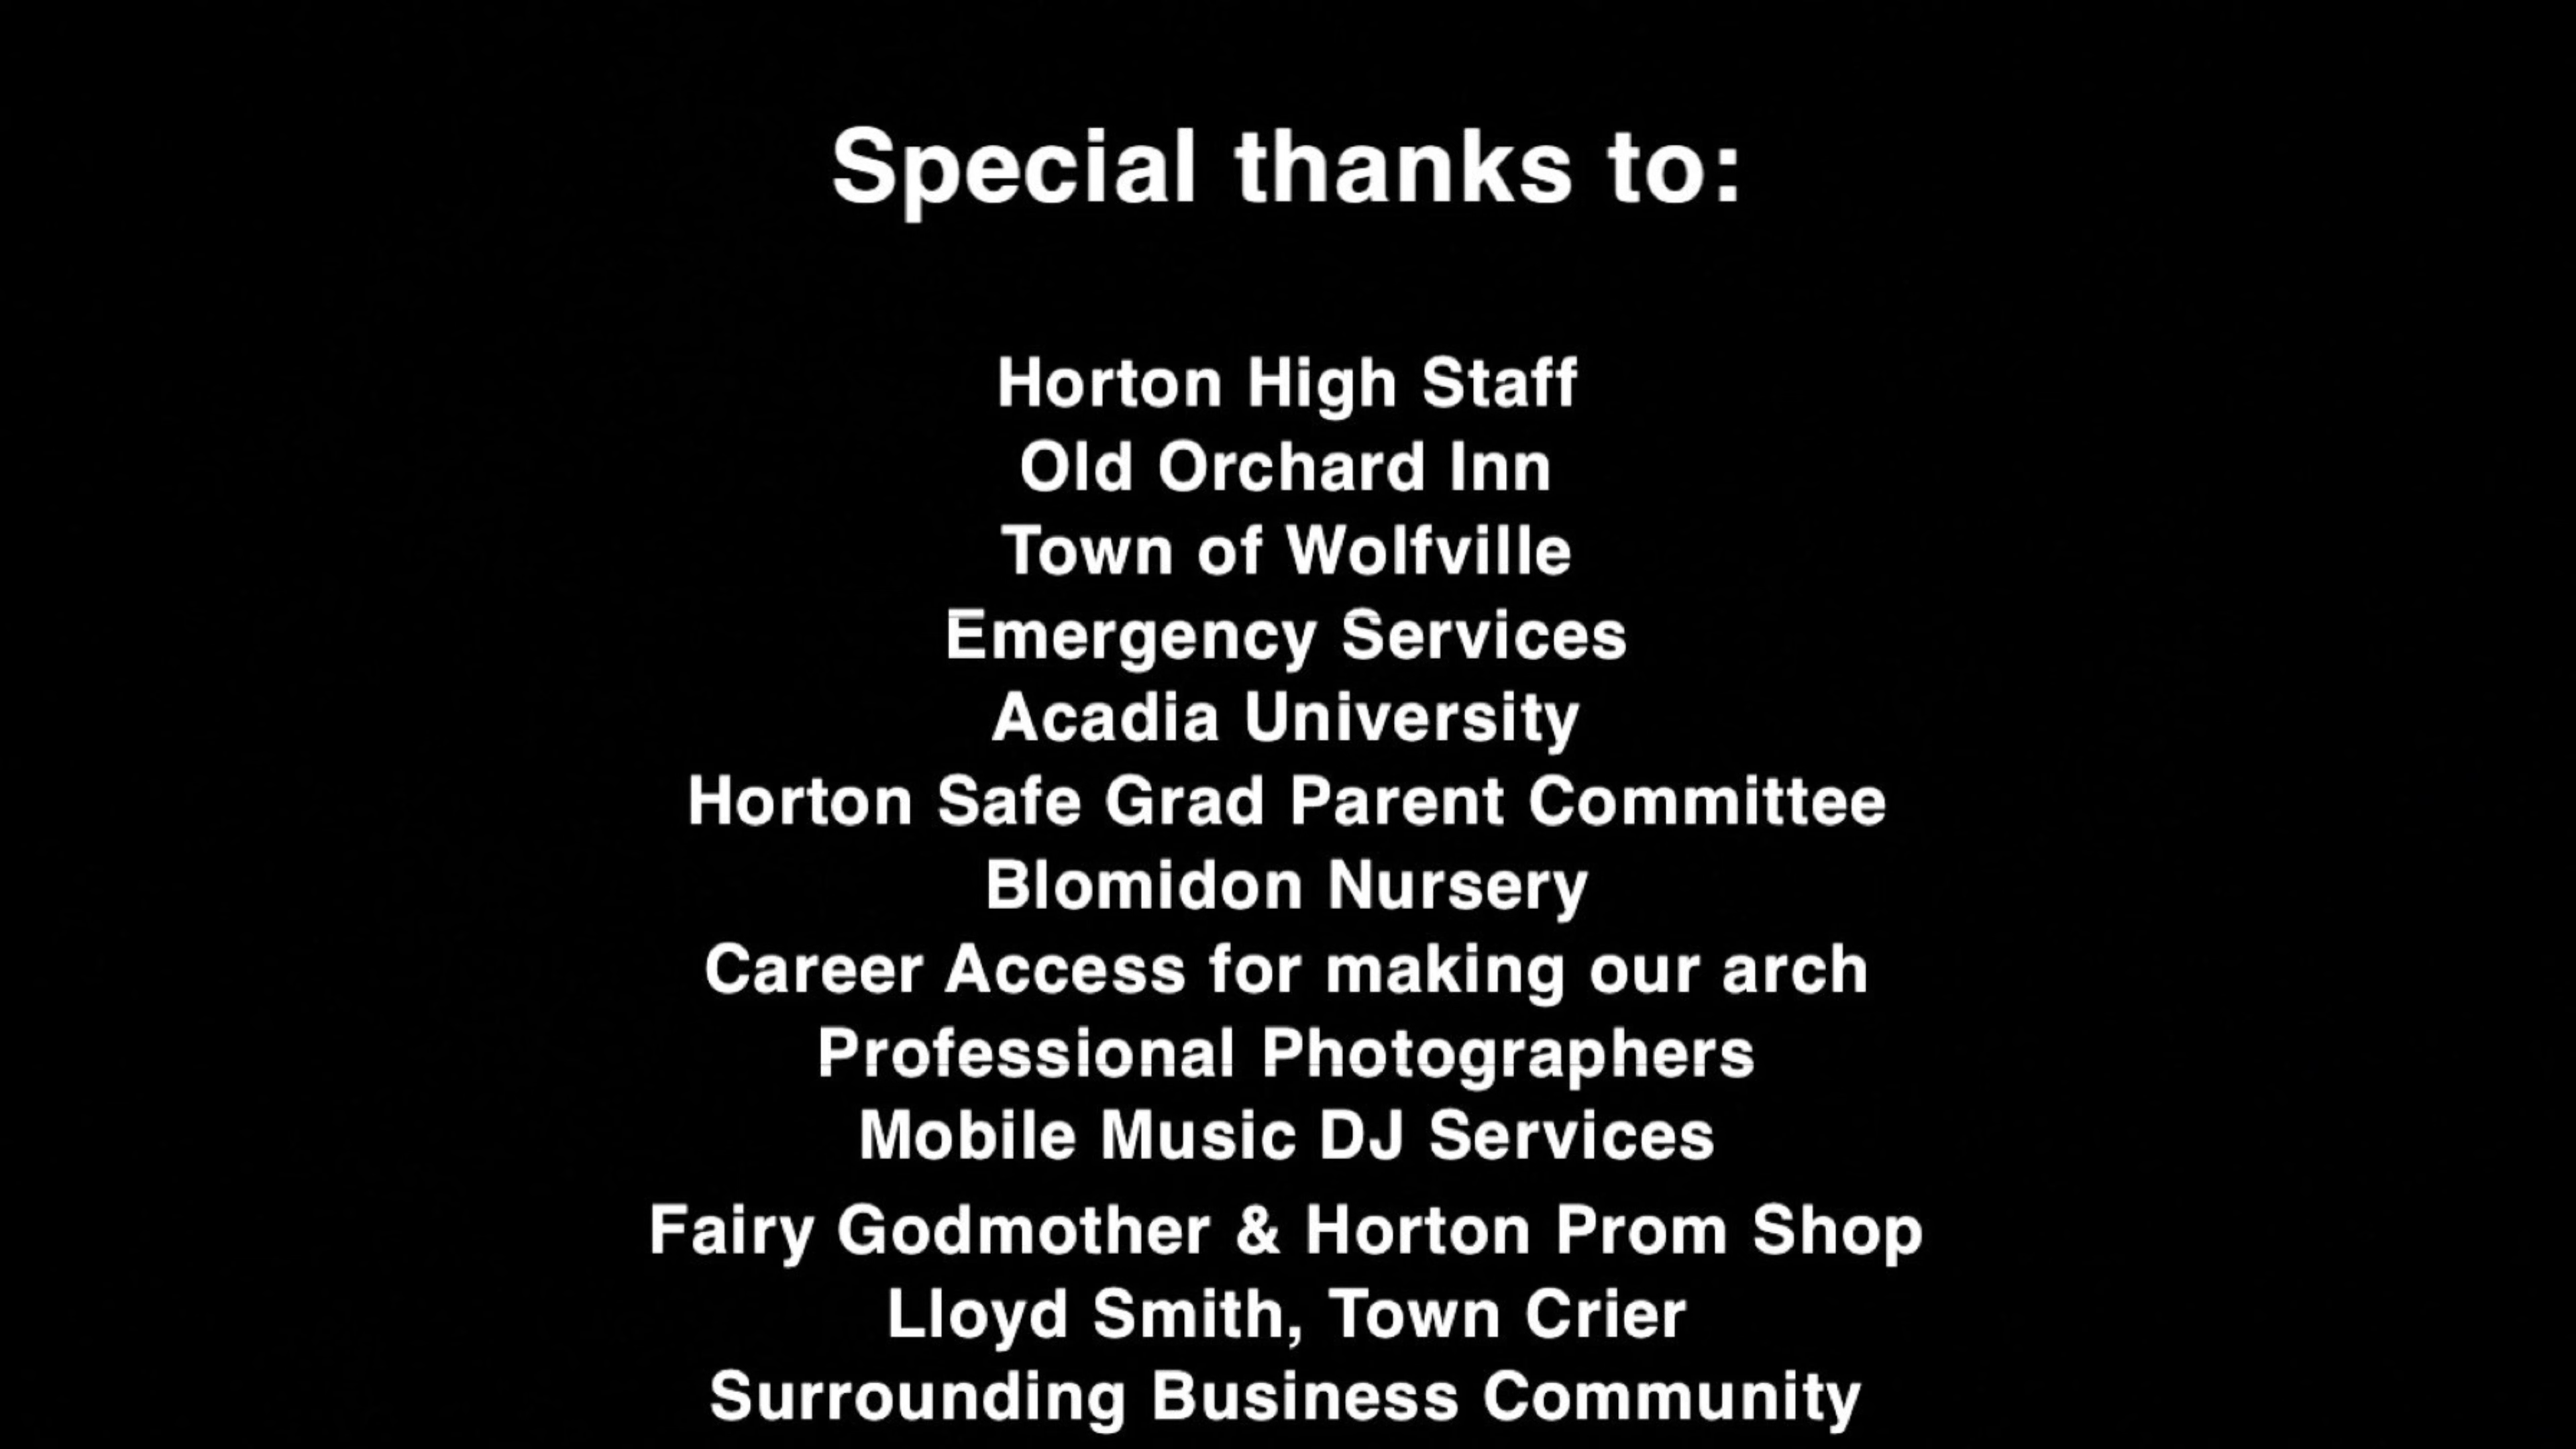 Special thanks to:
Horton High Staff
Old Orchard Inn
Town of Wolfville
Emergency Services
Acadia University
Horton Safe Grad Parent Committee
Blomidon Nursery
Career Access for making our arch
Professional Photographers
Mobile Music DJ Services
Fairy Godmother & Horton Prom Shop
Lloyd Smith, Town Crier
Surrounding Business Community